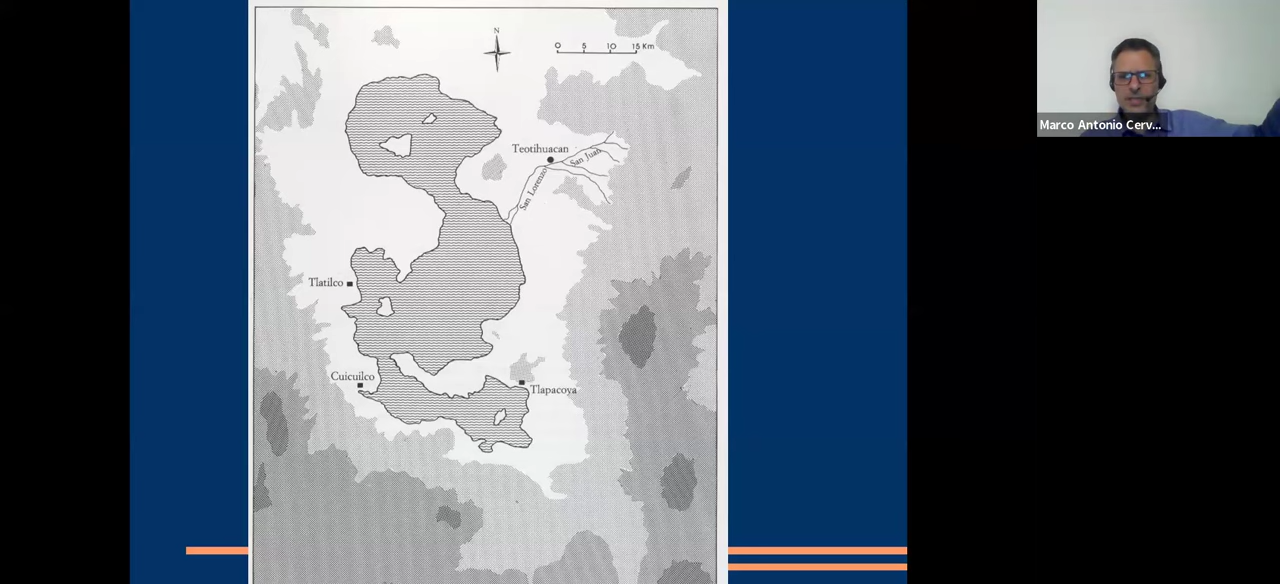 N
0 5 10 15 Km
Marco Antonio Cerv...
Teotihuacan
San Juan
San Lorenzo
Tlatilco
Cuicuilco
Tlapacoya